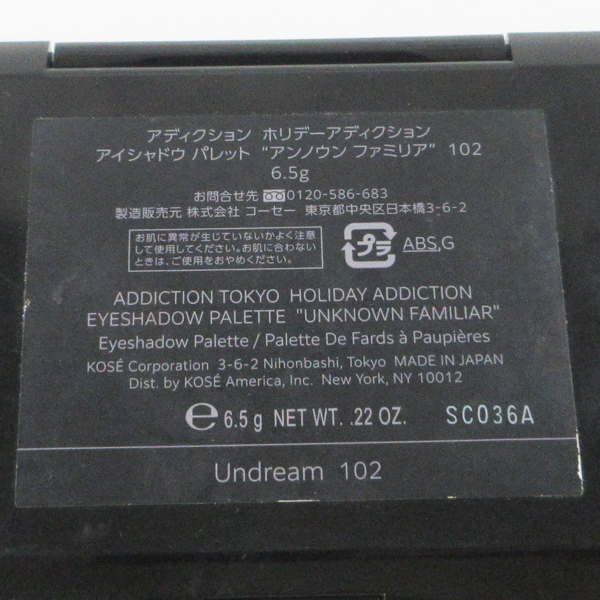 アディクション ホリデーアディクション
アイシャドウ パレット "アンノウン ファミリア" 102
6.5g
お問合せ先 0120-586-683
製造販売元 株式会社 コーセー 東京都中央区日本橋3-6-2
お肌に異常が生じていないかよく注意
して使用してください。お肌に合わない
ときは、ご使用をおやめください。
プラ ABS,G
ADDICTION TOKYO HOLIDAY ADDICTION
EYESHADOW PALETTE "UNKNOWN FAMILIAR"
Eyeshadow Palette / Palette De Fards à Paupières
KOSÉ Corporation 3-6-2 Nihonbashi, Tokyo MADE IN JAPAN
Dist. by KOSÉ America, Inc. New York, NY 10012
℮ 6.5 g NET WT. .22 OZ. SC036A
Undream 102